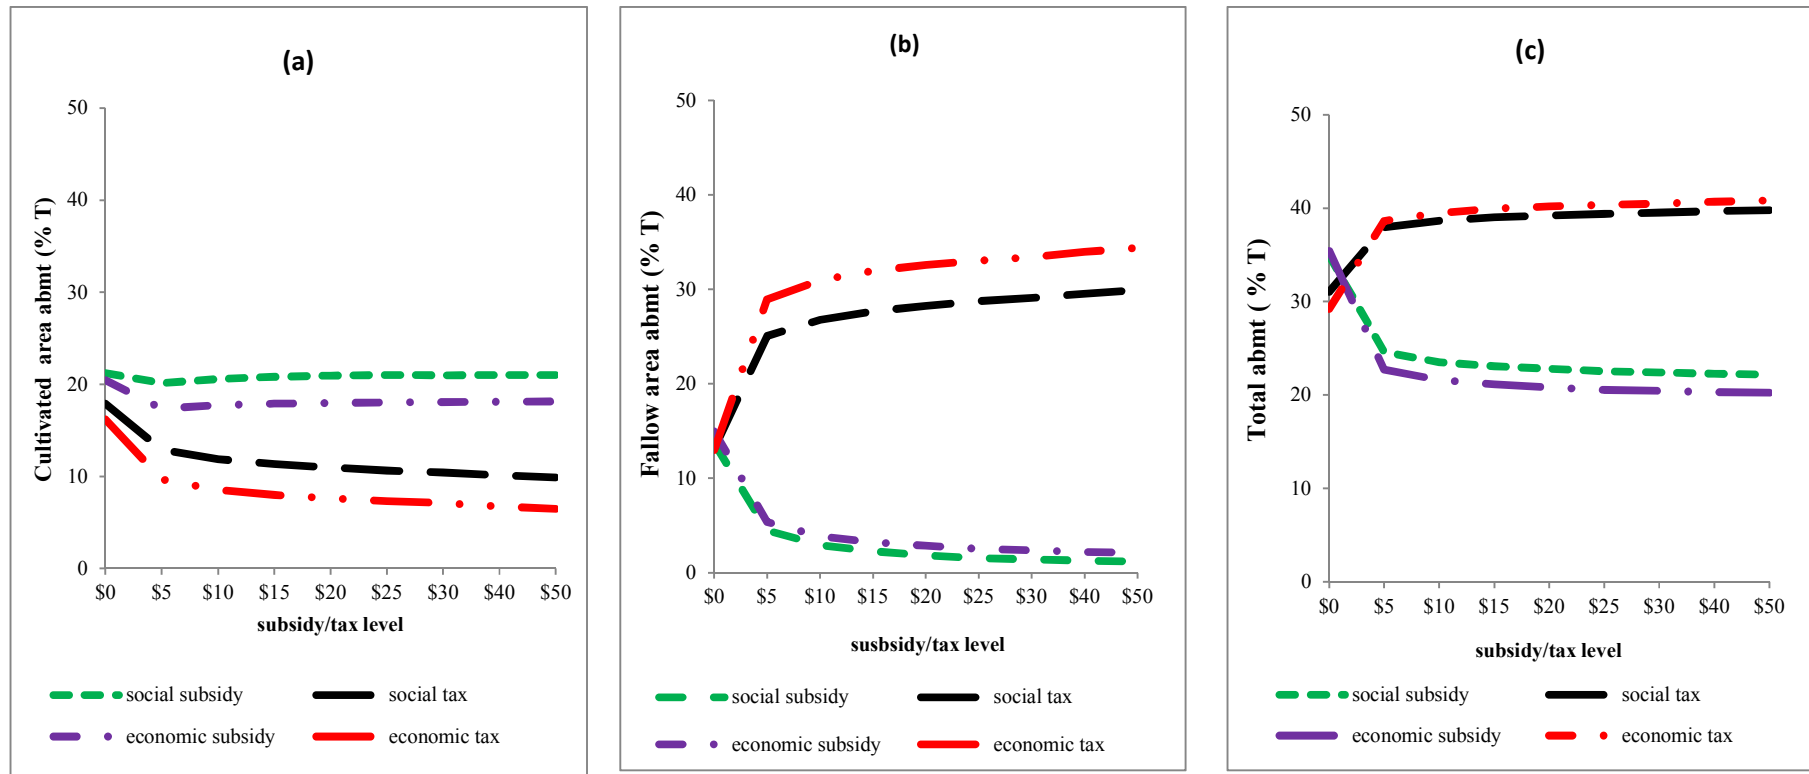 (a)
Cultivated area abmt (% T)
50
40
30
20
10
0
$0 $5 $10 $15 $20 $25 $30 $40 $50
subsidy/tax level
social subsidy social tax
economic subsidy economic tax
(b)
Fallow area abmt (% T)
50
40
30
20
10
0
$0 $5 $10 $15 $20 $25 $30 $40 $50
susbsidy/tax level
social subsidy social tax
economic subsidy economic tax
(c)
Total abmt ( % T)
50
40
30
20
10
0
$0 $5 $10 $15 $20 $25 $30 $40 $50
subsidy/tax level
social subsidy social tax
economic subsidy economic tax